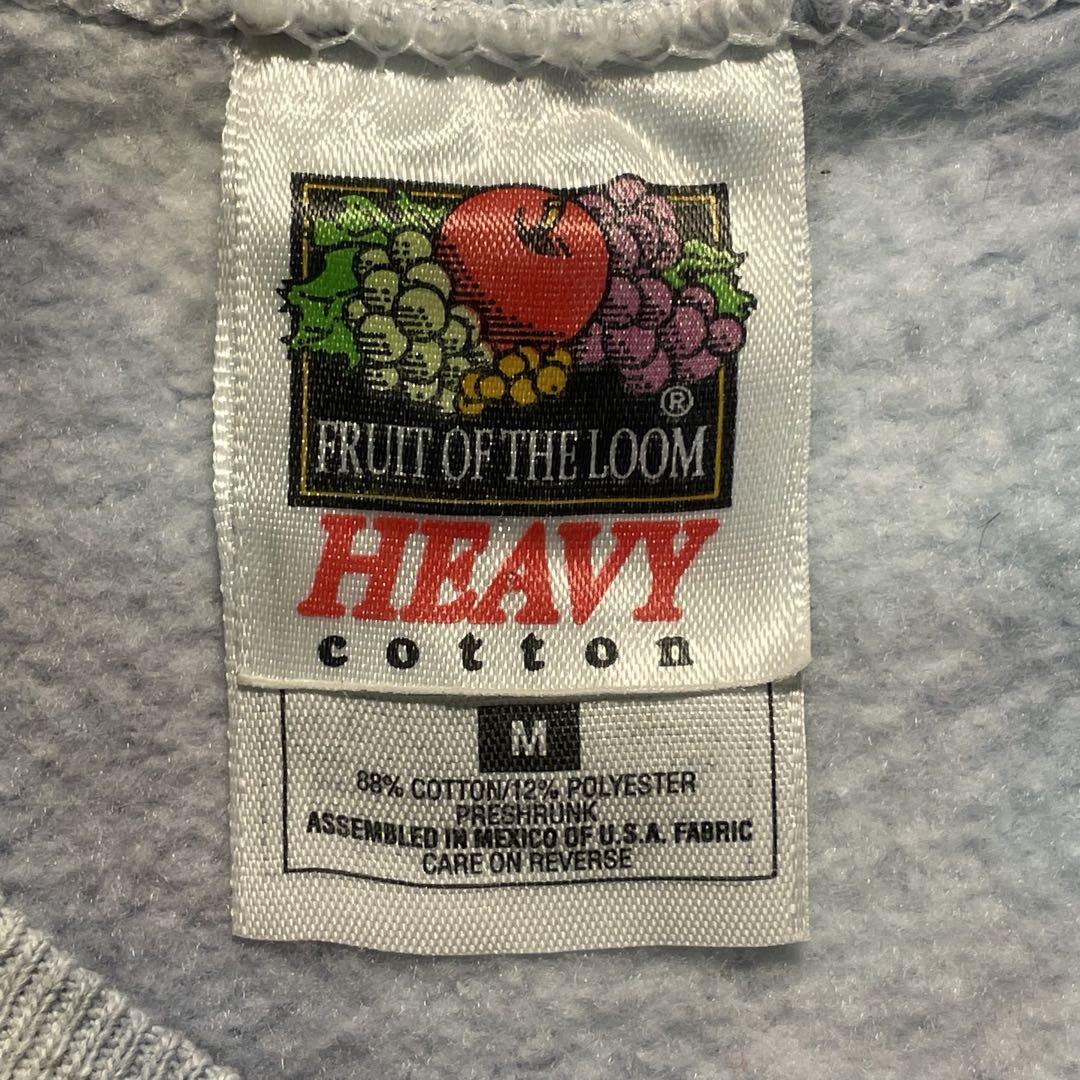 ®
FRUIT OF THE LOOM
HEAVY
cotton
M
88% COTTON/12% POLYESTER
PRESHRUNK
ASSEMBLED IN MEXICO OF U.S.A. FABRIC
CARE ON REVERSE